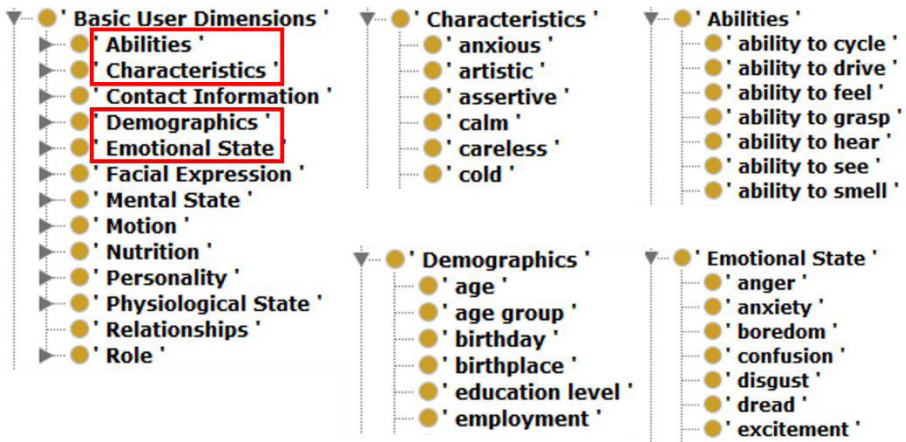 ' Basic User Dimensions '
' Abilities '
' Characteristics '
' Contact Information '
' Demographics '
' Emotional State '
' Facial Expression '
' Mental State '
' Motion '
' Nutrition '
' Personality '
' Physiological State '
' Relationships '
' Role '
' Characteristics '
' anxious '
' artistic '
' assertive '
' calm '
' careless '
' cold '
' Abilities '
' ability to cycle '
' ability to drive '
' ability to feel '
' ability to grasp '
' ability to hear '
' ability to see '
' ability to smell '
' Demographics '
' age '
' age group '
' birthday '
' birthplace '
' education level '
' employment '
' Emotional State '
' anger '
' anxiety '
' boredom '
' confusion '
' disgust '
' dread '
' excitement '